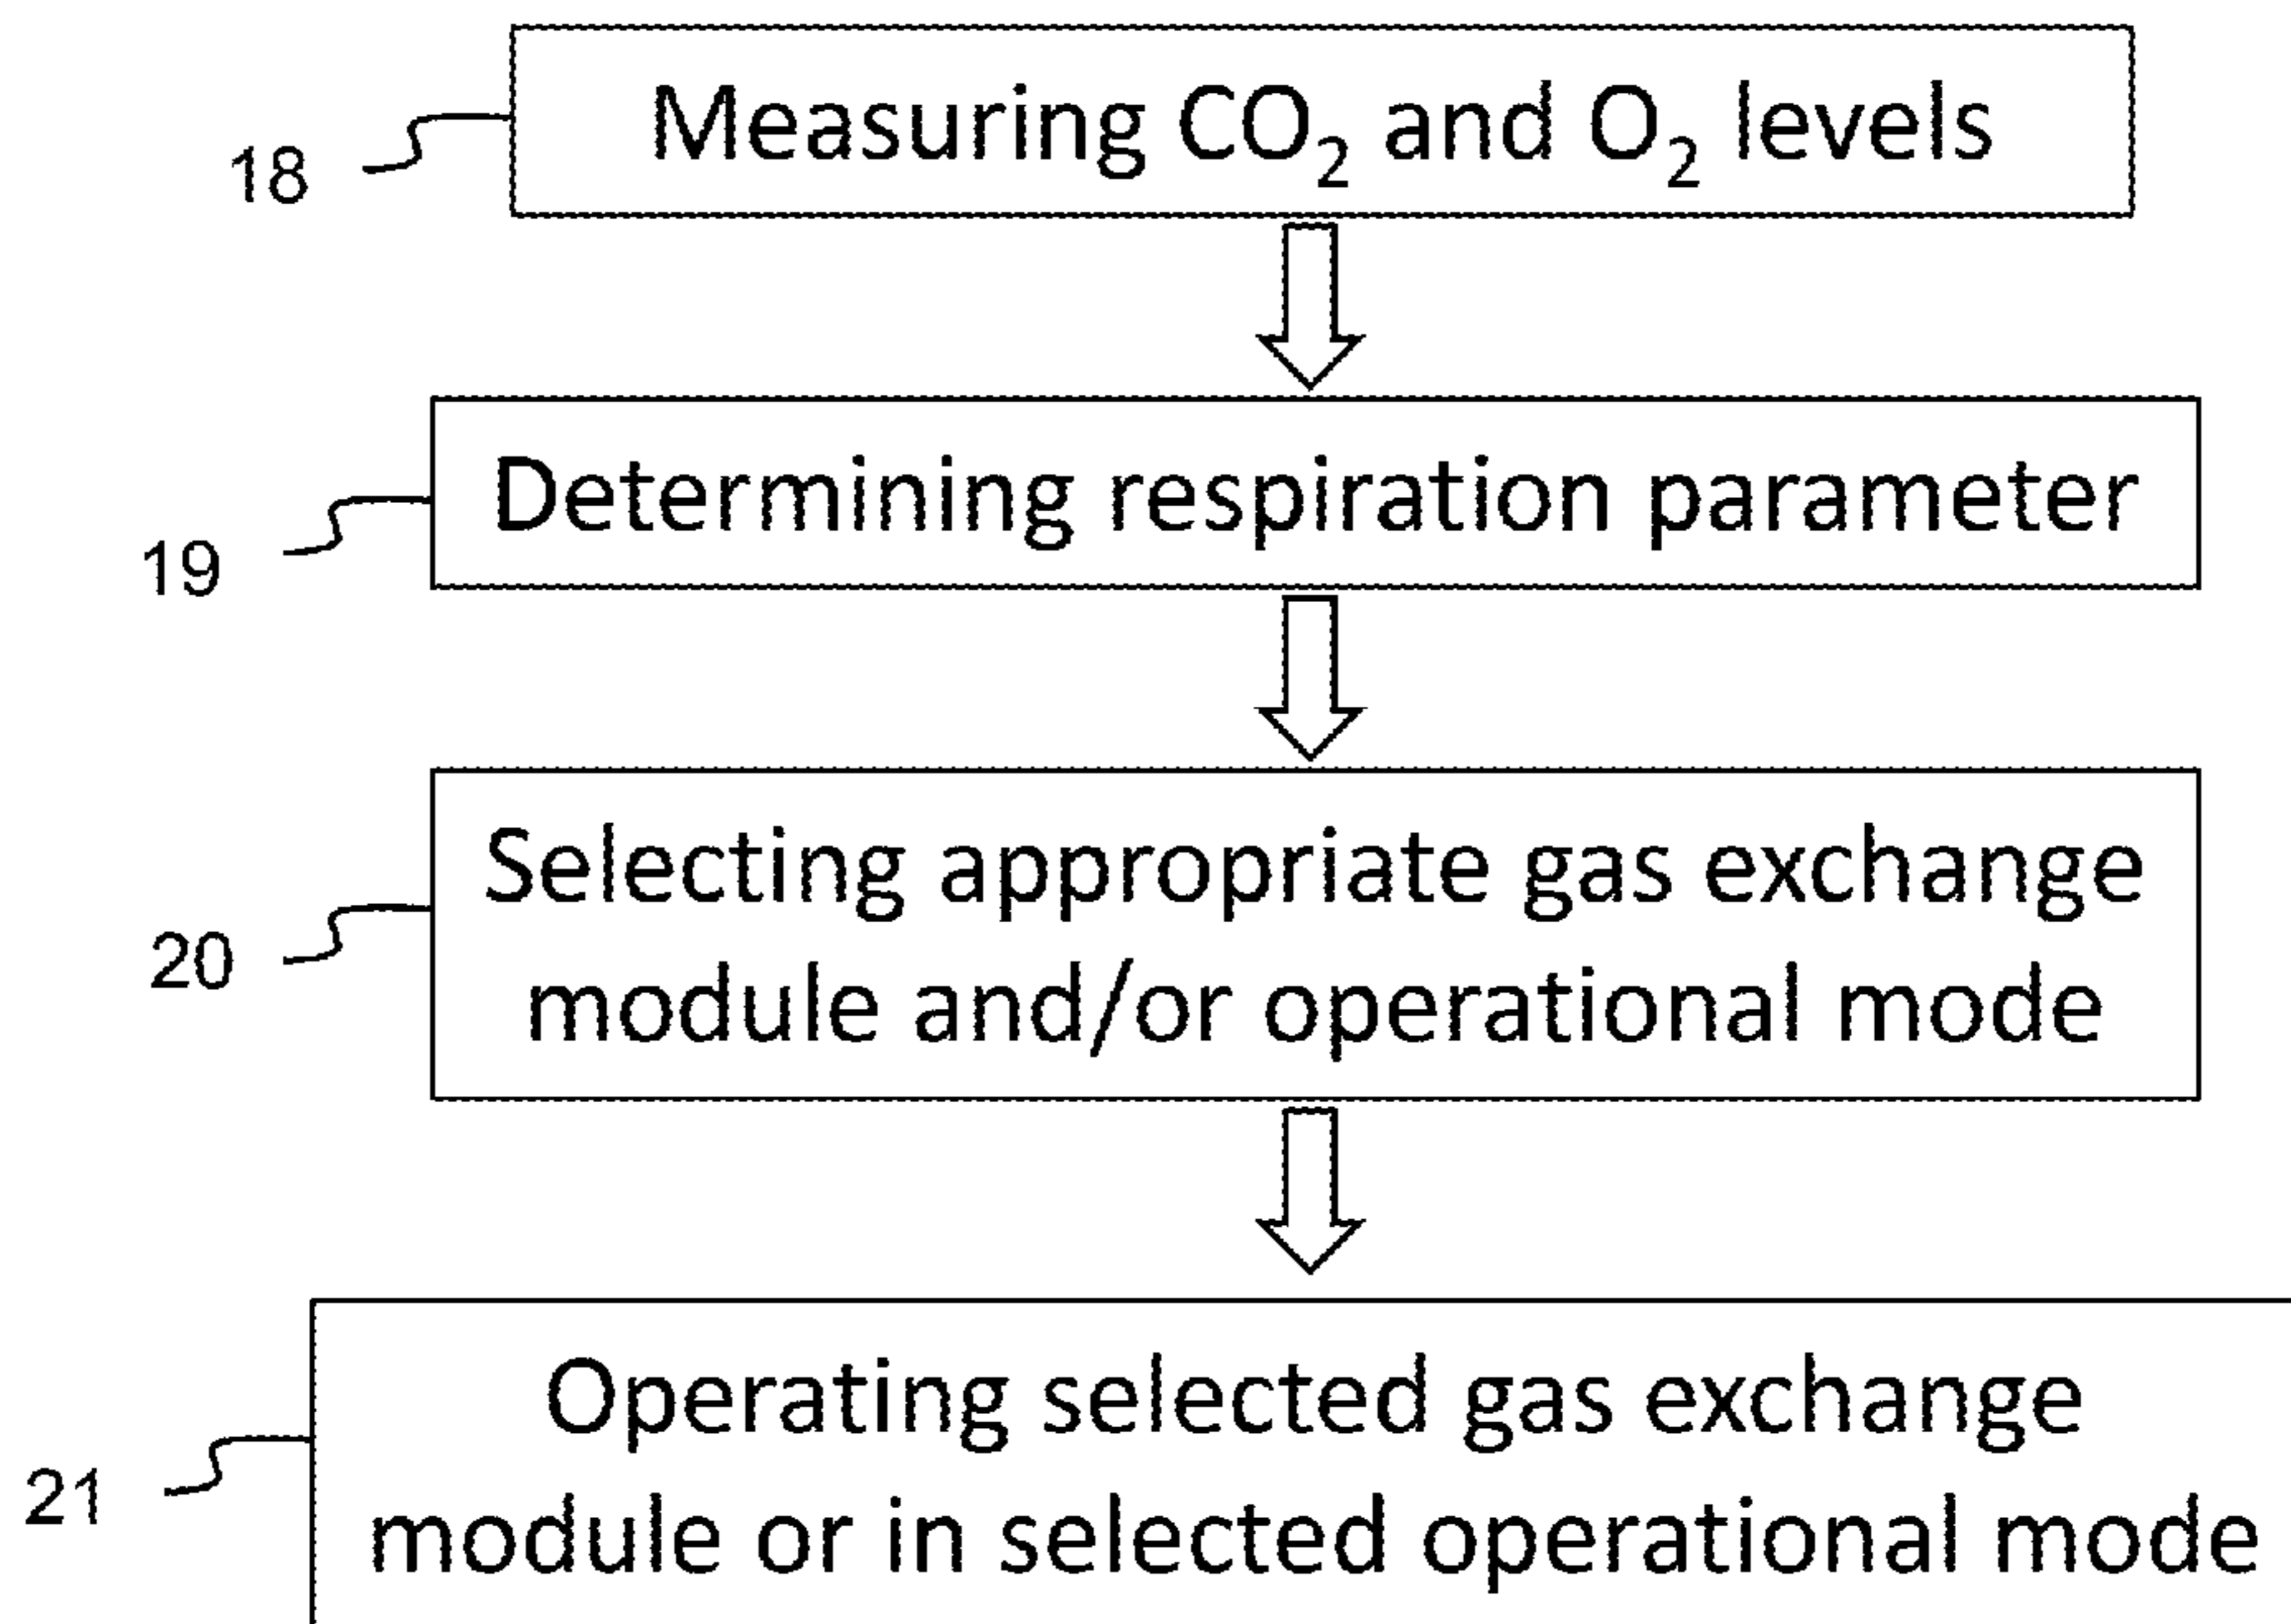 Measuring CO₂ and O₂ levels
18
Determining respiration parameter
19
Selecting appropriate gas exchange
module and/or operational mode
20
Operating selected gas exchange
module or in selected operational mode
21